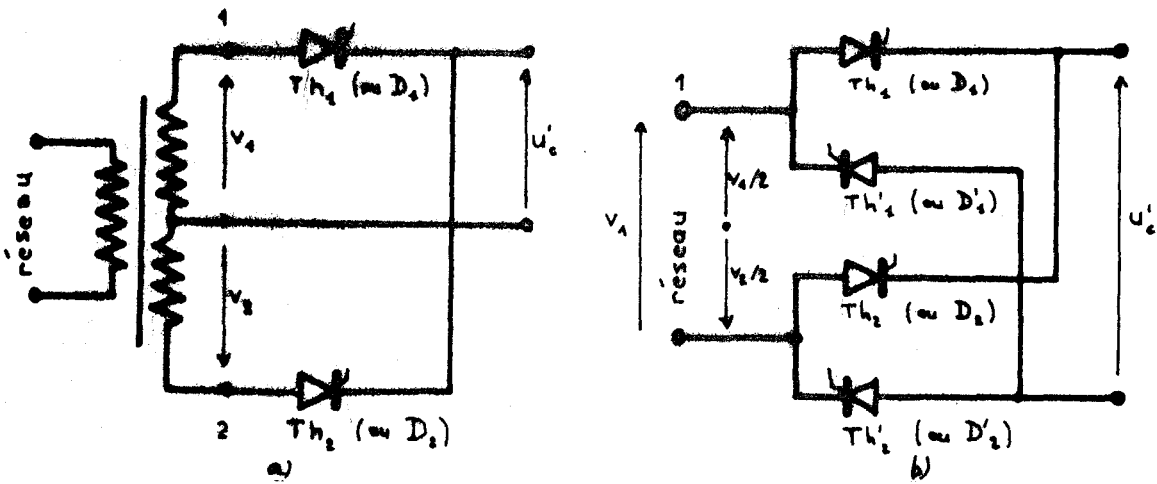 1
Th₁ (ou D₁)
réseau
v₁
u'c
v₂
2
Th₂ (ou D₂)
a)
1
Th₁ (ou D₁)
v₁/2
Th'₁ (ou D'₁)
v₁
réseau
u'c
v₂/2
Th₂ (ou D₂)
Th'₂ (ou D'₂)
b)